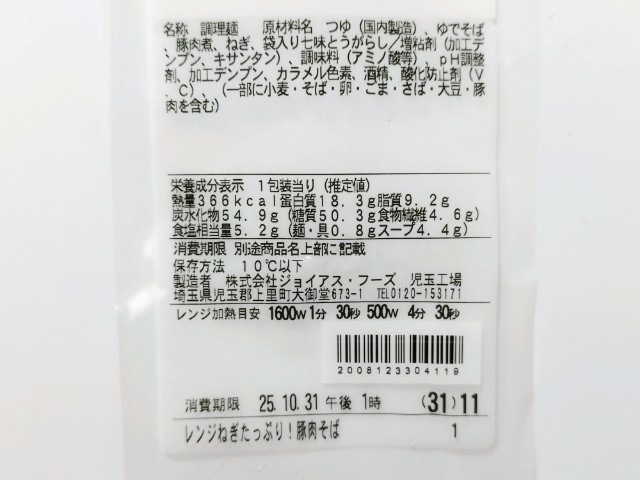 名称 調理麺 原材料名 つゆ(国内製造)、ゆでそば
、豚肉煮、ねぎ、袋入り七味とうがらし/増粘剤(加工デ
ンプン、キサンタン)、調味料(アミノ酸等)、pH調整
剤、加工デンプン、カラメル色素、酒精、酸化防止剤(V
.C)、(一部に小麦・そば・卵・ごま・さば・大豆・豚
肉を含む)
栄養成分表示 1包装当り(推定値)
熱量366kcal蛋白質18.3g脂質9.2g
炭水化物54.9g(糖質50.3g食物繊維4.6g)
食塩相当量5.2g(麺・具0.8gスープ4.4g)
消費期限 別途商品名上部に記載
保存方法 10℃以下
製造者 株式会社ジョイアス・フーズ 児玉工場
埼玉県児玉郡上里町大御堂673-1 TEL0120-153171
レンジ加熱目安 1600W 1分 30秒 500W 4分 30秒
2008123304119
消費期限 25.10.31 午後 1時 (31) 11
レンジねぎたっぷり!豚肉そば 1